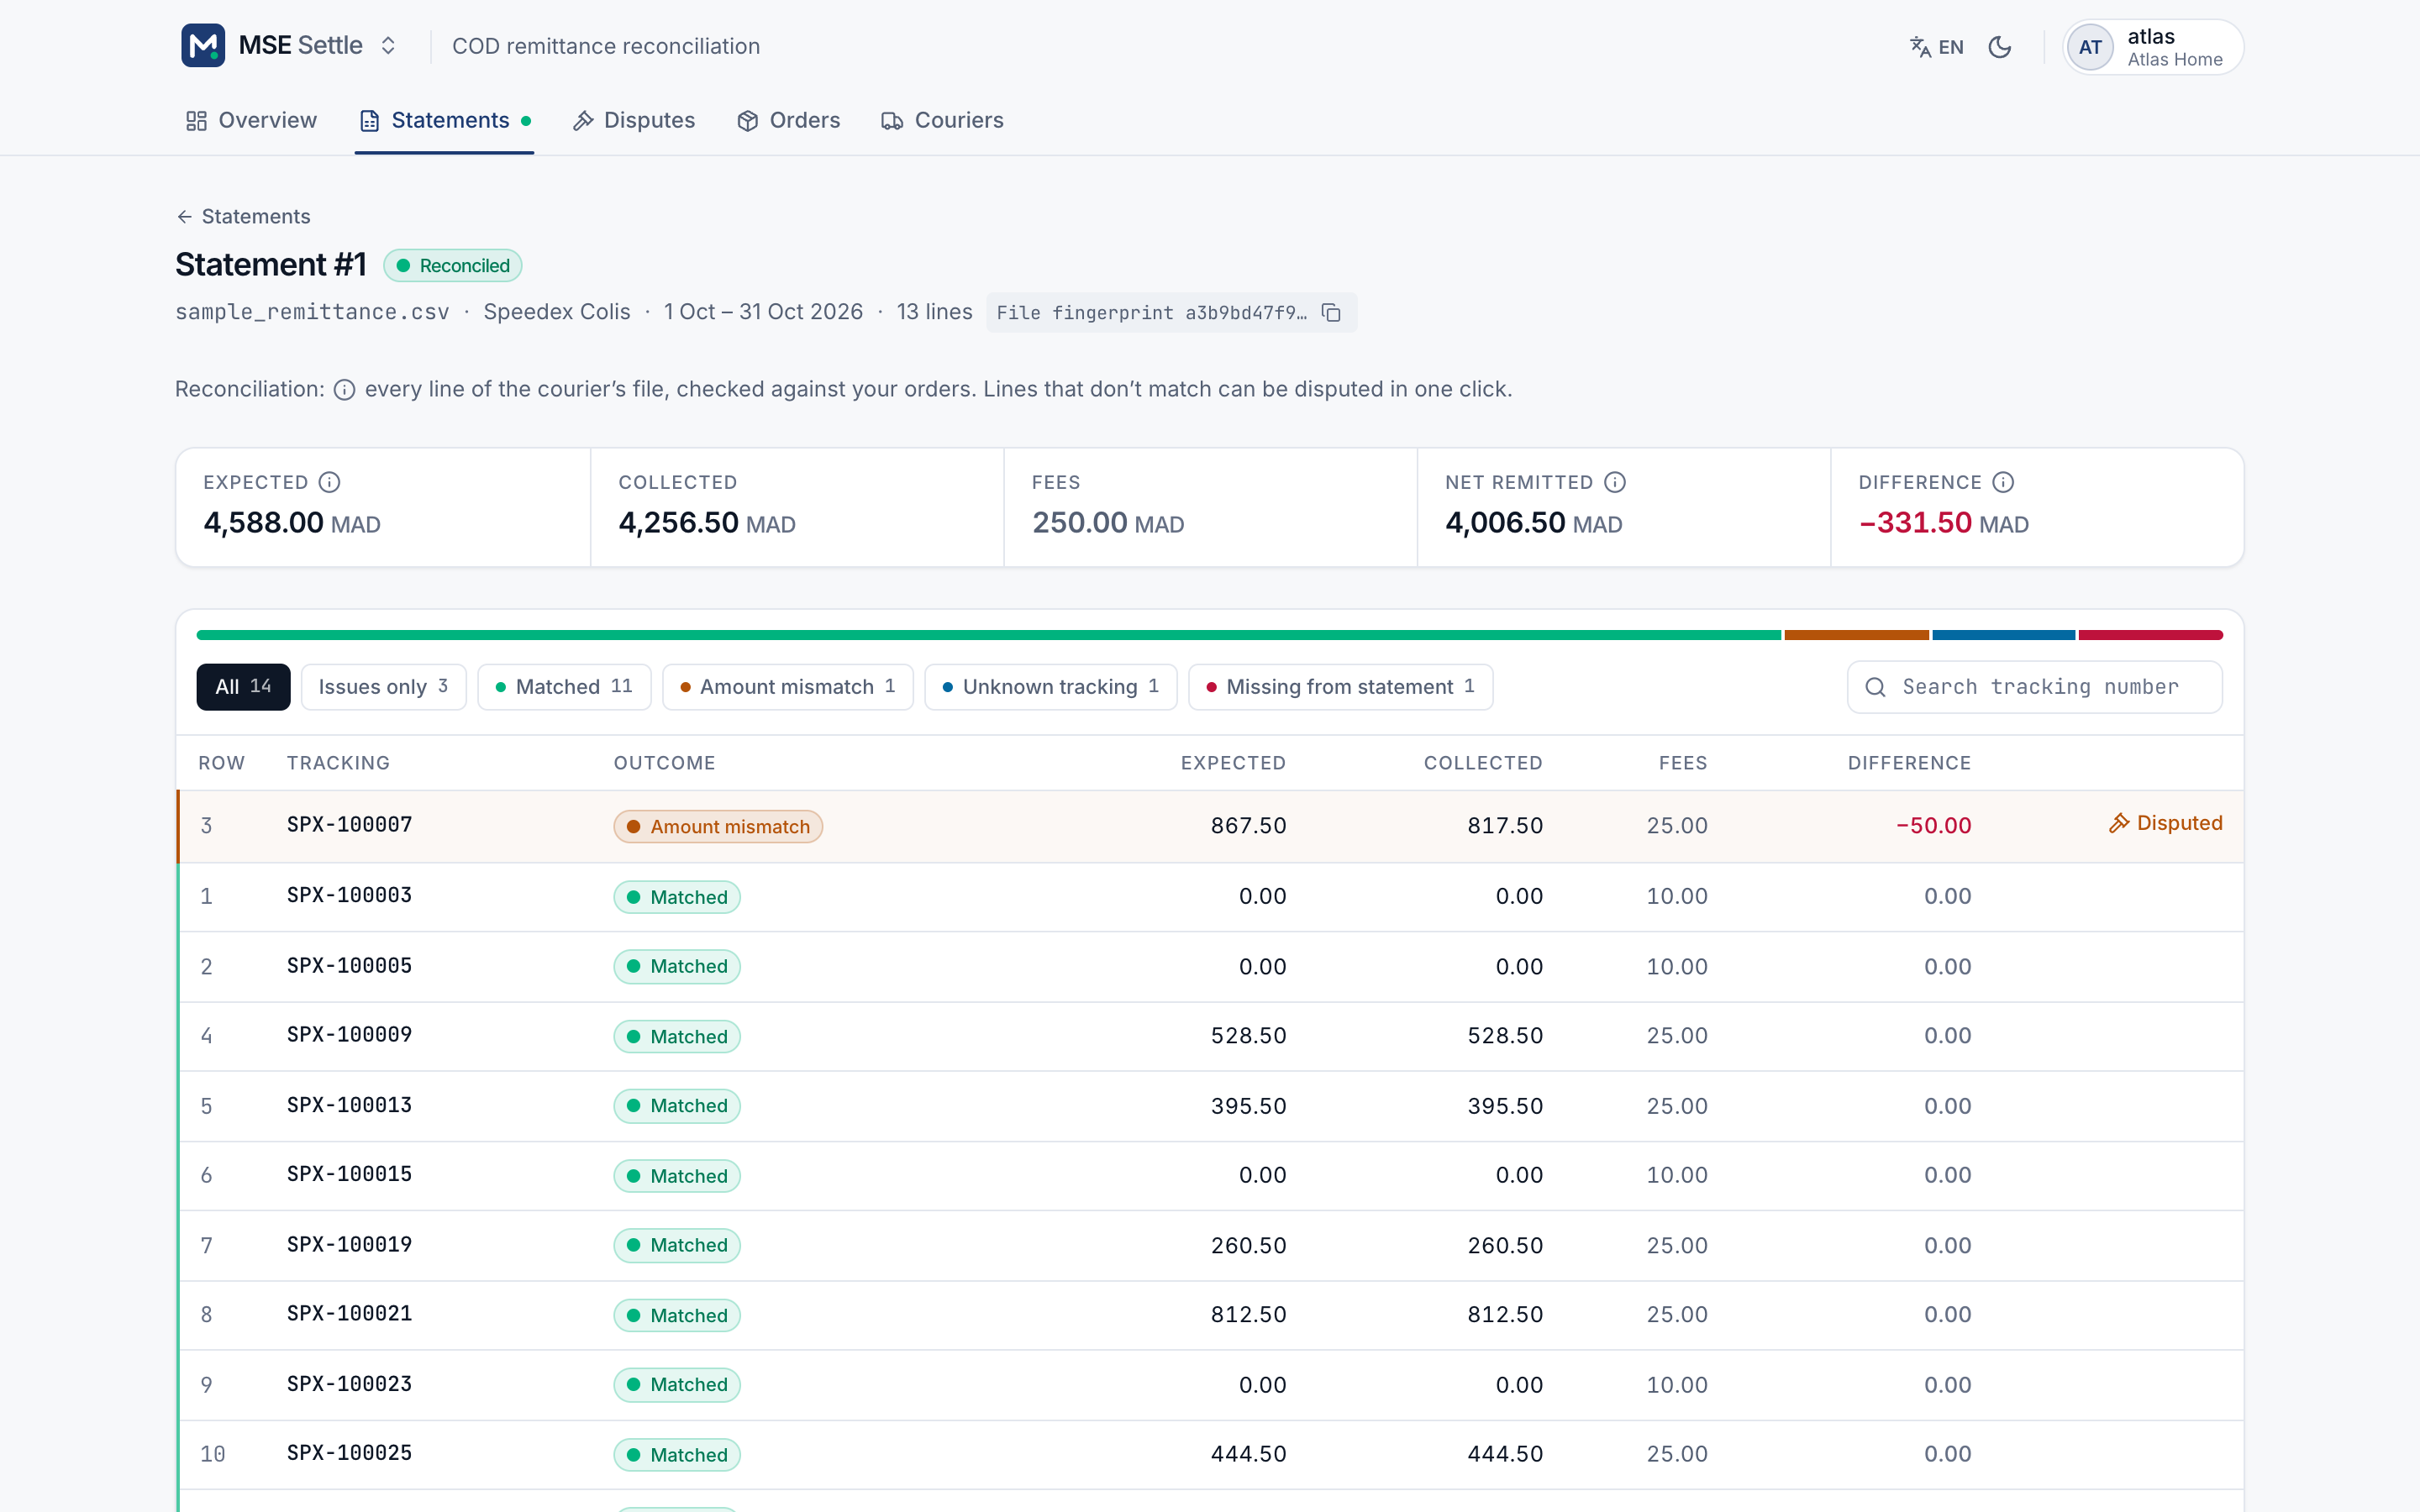 MSE Settle COD remittance reconciliation EN AT atlas Atlas Home
Overview Statements Disputes Orders Couriers
Statements
Statement #1 Reconciled
sample_remittance.csv · Speedex Colis · 1 Oct – 31 Oct 2026 · 13 lines File fingerprint a3b9bd47f9…
Reconciliation: every line of the courier’s file, checked against your orders. Lines that don’t match can be disputed in one click.
EXPECTED COLLECTED FEES NET REMITTED DIFFERENCE
4,588.00 MAD 4,256.50 MAD 250.00 MAD 4,006.50 MAD −331.50 MAD
All 14 Issues only 3 Matched 11 Amount mismatch 1 Unknown tracking 1 Missing from statement 1 Search tracking number
ROW TRACKING OUTCOME EXPECTED COLLECTED FEES DIFFERENCE
3 SPX-100007 Amount mismatch 867.50 817.50 25.00 −50.00 Disputed
1 SPX-100003 Matched 0.00 0.00 10.00 0.00
2 SPX-100005 Matched 0.00 0.00 10.00 0.00
4 SPX-100009 Matched 528.50 528.50 25.00 0.00
5 SPX-100013 Matched 395.50 395.50 25.00 0.00
6 SPX-100015 Matched 0.00 0.00 10.00 0.00
7 SPX-100019 Matched 260.50 260.50 25.00 0.00
8 SPX-100021 Matched 812.50 812.50 25.00 0.00
9 SPX-100023 Matched 0.00 0.00 10.00 0.00
10 SPX-100025 Matched 444.50 444.50 25.00 0.00